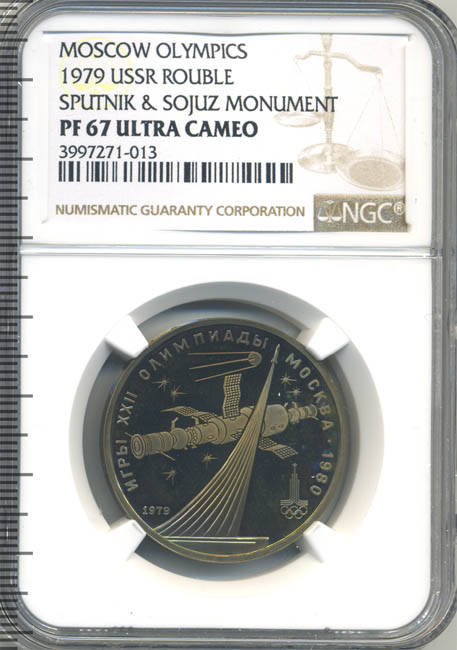 MOSCOW OLYMPICS
1979 USSR ROUBLE
SPUTNIK & SOJUZ MONUMENT
PF 67 ULTRA CAMEO
3997271-013
NUMISMATIC GUARANTY CORPORATION NGC®
ИГРЫ XXII ОЛИМПИАДЫ МОСКВА · 1980
1979